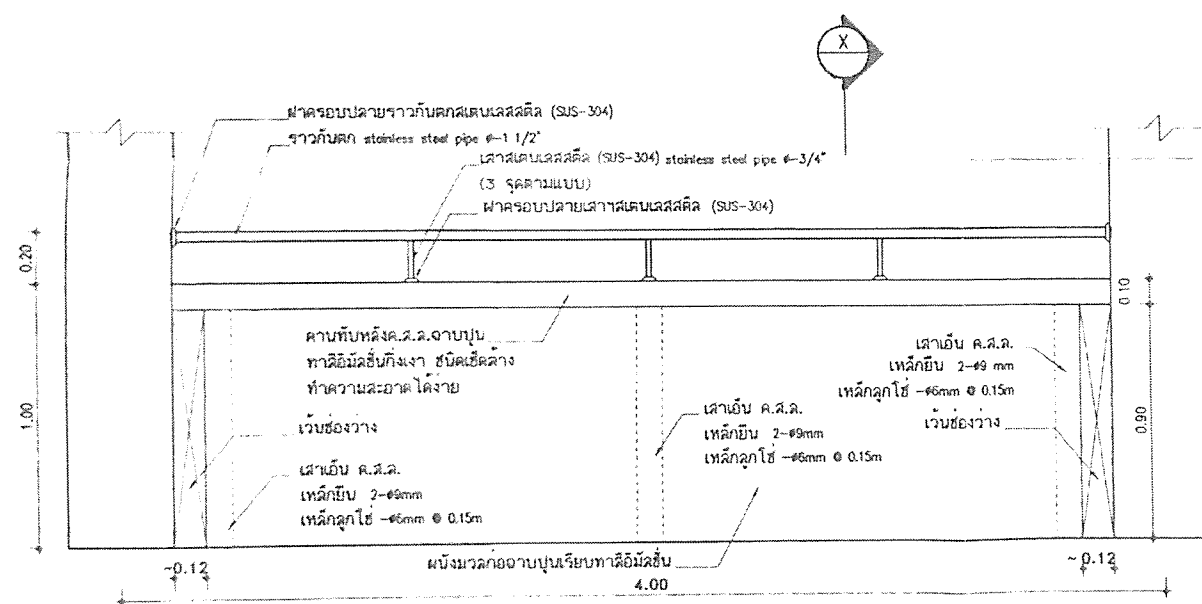 X
ฝาครอบปลายราวกันตกสเตนเลสสตีล (SUS-304)
ราวกันตก stainless steel pipe ø-1 1/2"
เสาสเตนเลสสตีล (SUS-304) stainless steel pipe ø-3/4"
(3 จุดตามแบบ)
ฝาครอบปลายเสาฯสเตนเลสสตีล (SUS-304)
0.20
1.00
0.10
0.90
คานทับหลังค.ส.ล.ฉาบปูน
ทาสีอิมัลชั่นกึ่งเงา ชนิดเช็ดล้าง
ทำความสะอาดได้ง่าย
เว้นช่องว่าง
เสาเอ็น ค.ส.ล.
เหล็กยืน 2-ø9mm
เหล็กลูกโซ่ -ø6mm @ 0.15m
เสาเอ็น ค.ส.ล.
เหล็กยืน 2-ø9mm
เหล็กลูกโซ่ -ø6mm @ 0.15m
เสาเอ็น ค.ส.ล.
เหล็กยืน 2-ø9 mm
เหล็กลูกโซ่ -ø6mm @ 0.15m
เว้นช่องว่าง
ผนังมวลก่อฉาบปูนเรียบทาสีอิมัลชั่น
~0.12
4.00
~0.12